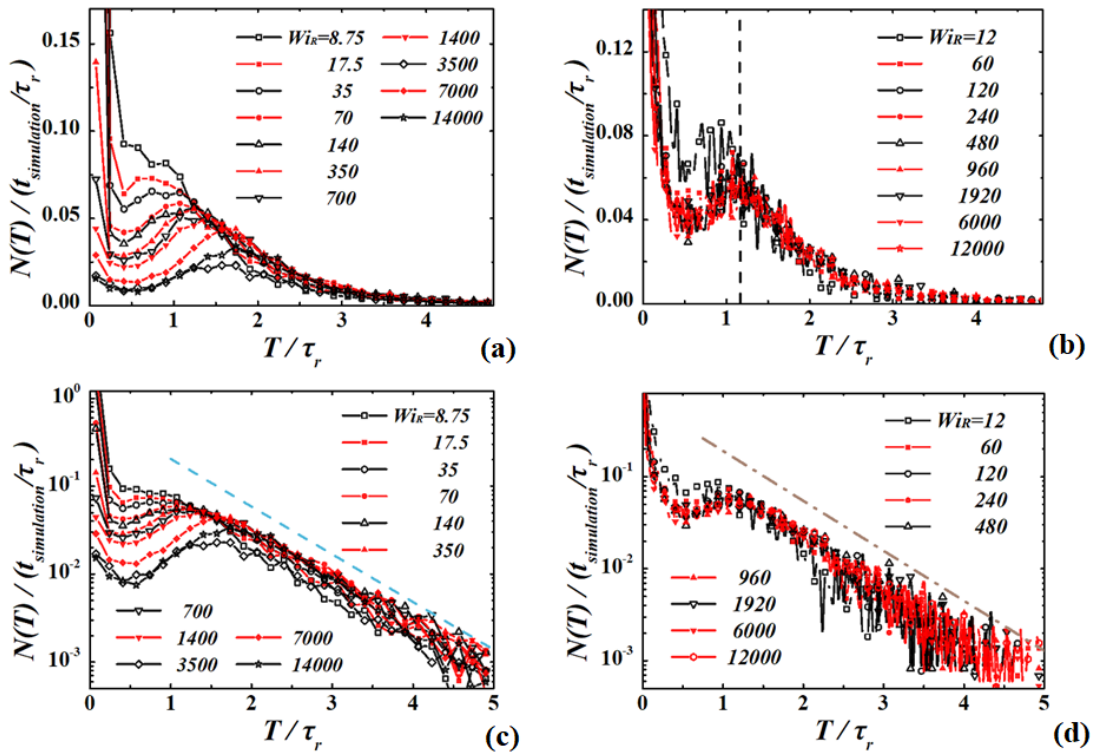 N(T) / (t_simulation/τ_r)
0.15
0.10
0.05
0.00
0 1 2 3 4
T / τ_r
(a)
Wi_R=8.75
17.5
35
70
140
350
700
1400
3500
7000
14000
N(T) / (t_simulation/τ_r)
0.12
0.08
0.04
0.00
0 1 2 3 4
T / τ_r
(b)
Wi_R=12
60
120
240
480
960
1920
6000
12000
N(T) / (t_simulation/τ_r)
10^0
10^-1
10^-2
10^-3
0 1 2 3 4 5
T / τ_r
(c)
Wi_R=8.75
17.5
35
70
140
350
700
1400 7000
3500 14000
N(T) / (t_simulation/τ_r)
10^-1
10^-2
10^-3
0 1 2 3 4 5
T / τ_r
(d)
Wi_R=12
60
120
240
480
960
1920
6000
12000